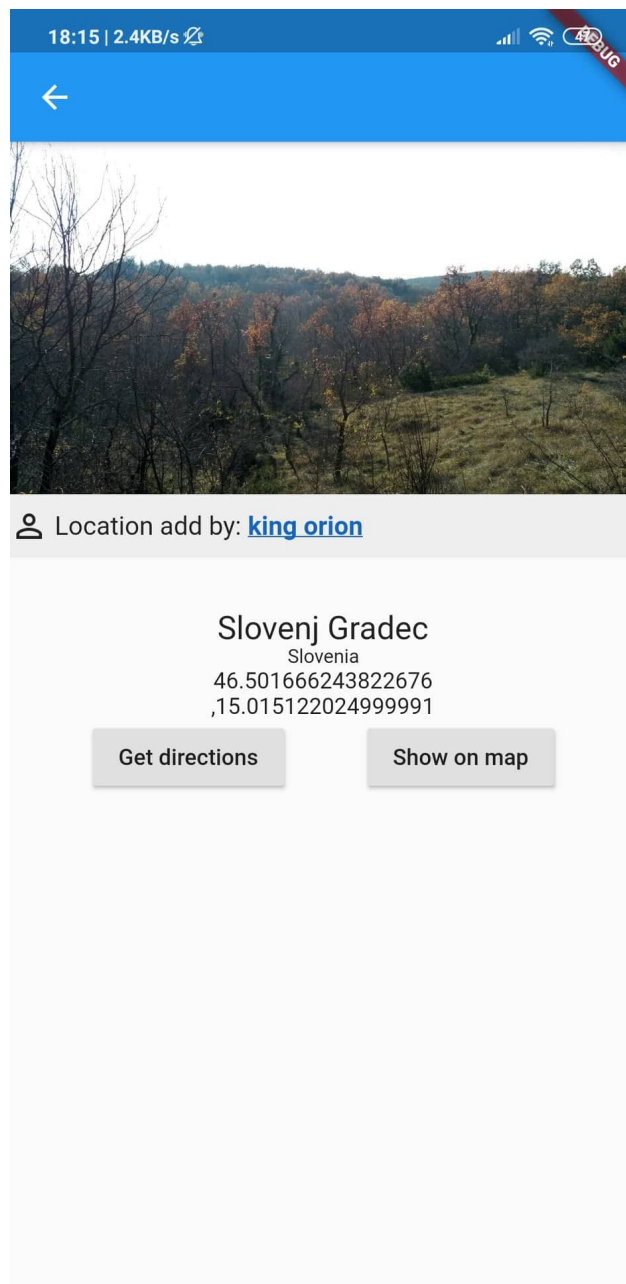 18:15 | 2.4KB/s
DEBUG
Location add by: king orion
Slovenj Gradec
Slovenia
46.501666243822676
,15.015122024999991
Get directions
Show on map